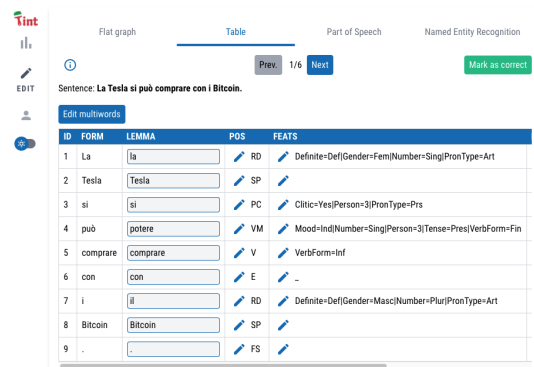 Tint
Flat graph Table Part of Speech Named Entity Recognition
Prev. 1/6 Next Mark as correct
EDIT
Sentence: La Tesla si può comprare con i Bitcoin.
Edit multiwords
ID FORM LEMMA POS FEATS
1 La la RD Definite=Def|Gender=Fem|Number=Sing|PronType=Art
2 Tesla Tesla SP
3 si si PC Clitic=Yes|Person=3|PronType=Prs
4 può potere VM Mood=Ind|Number=Sing|Person=3|Tense=Pres|VerbForm=Fin
5 comprare comprare V VerbForm=Inf
6 con con E _
7 i il RD Definite=Def|Gender=Masc|Number=Plur|PronType=Art
8 Bitcoin Bitcoin SP
9 . . FS